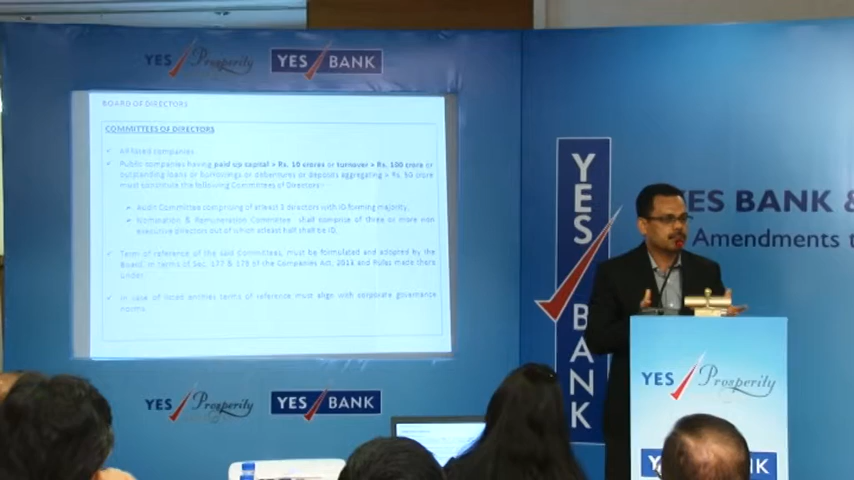 YES Prosperity
YES BANK
BOARD OF DIRECTORS
COMMITTEES OF DIRECTORS
✓ All listed companies
✓ Public companies having paid up capital > Rs. 10 crores or turnover > Rs. 100 crore or
outstanding loans or borrowings or debentures or deposits aggregating > Rs. 50 crore
must constitute the following Committees of Directors
➤ Audit Committee comprising of atleast 3 directors with ID forming majority,
➤ Nomination & Remuneration Committee shall comprise of three or more non
executive directors out of which atleast half shall be ID.
✓ Term of reference of the said Committees, must be formulated and adopted by the
Board, in terms of Sec. 177 & 178 of the Companies Act, 2013 and Rules made there
under.
✓ In case of listed entities terms of reference must align with corporate governance
norms.
YES Prosperity
YES BANK
YES BANK
YES BANK &
Amendments t
YES Prosperity